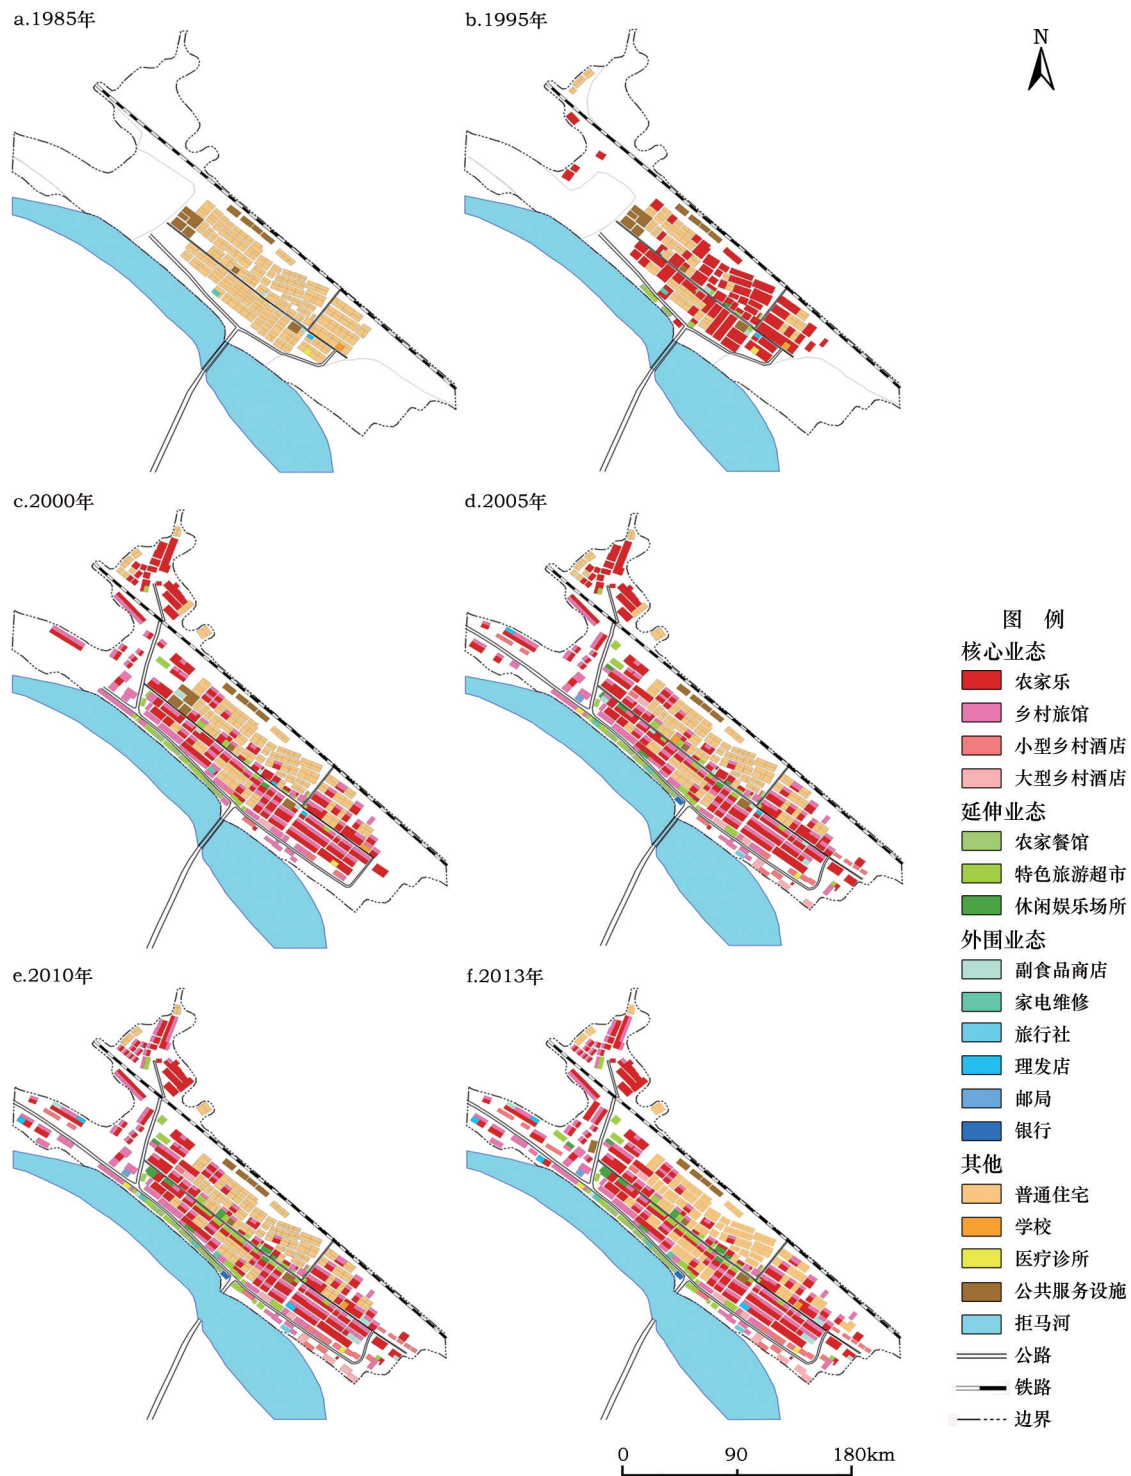 a.1985年
b.1995年
N
c.2000年
d.2005年
图 例
核心业态
农家乐
乡村旅馆
小型乡村酒店
大型乡村酒店
延伸业态
农家餐馆
特色旅游超市
休闲娱乐场所
外围业态
副食品商店
家电维修
旅行社
理发店
邮局
银行
其他
普通住宅
学校
医疗诊所
公共服务设施
拒马河
公路
铁路
边界
e.2010年
f.2013年
0 90 180km